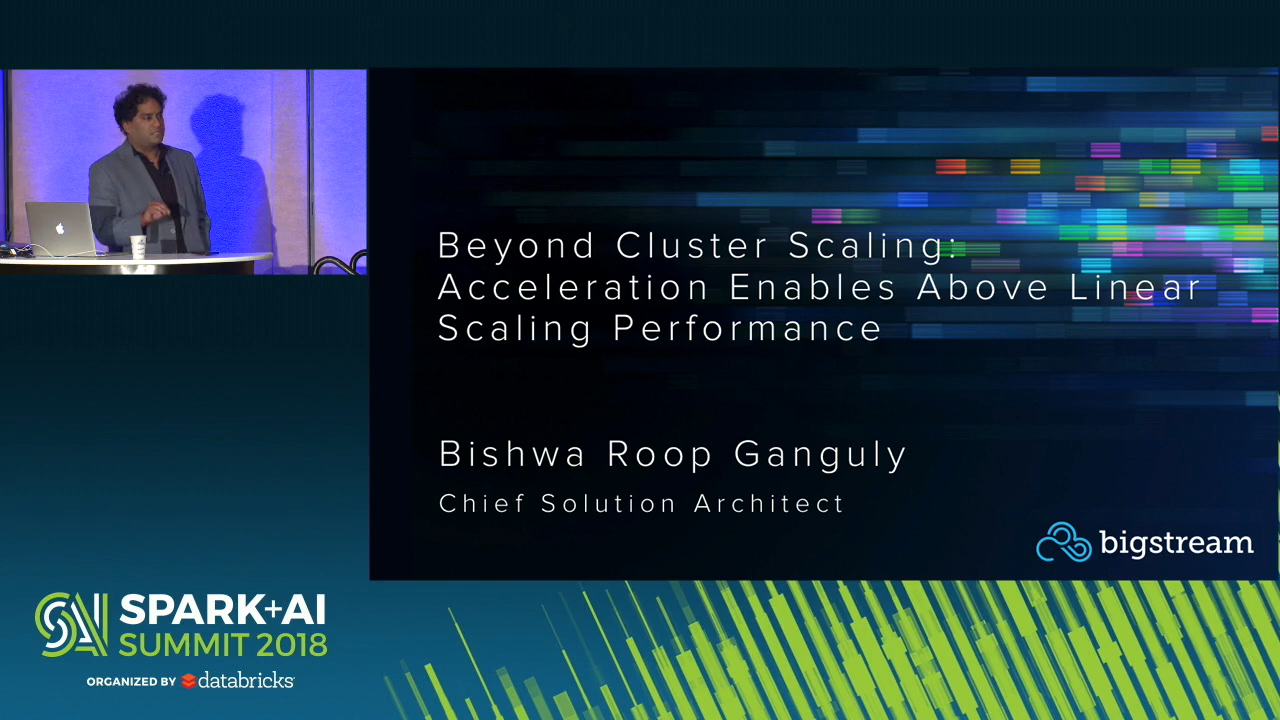 Beyond Cluster Scaling:
Acceleration Enables Above Linear
Scaling Performance
Bishwa Roop Ganguly
Chief Solution Architect
bigstream
SPARK+AI
SUMMIT 2018
ORGANIZED BY databricks